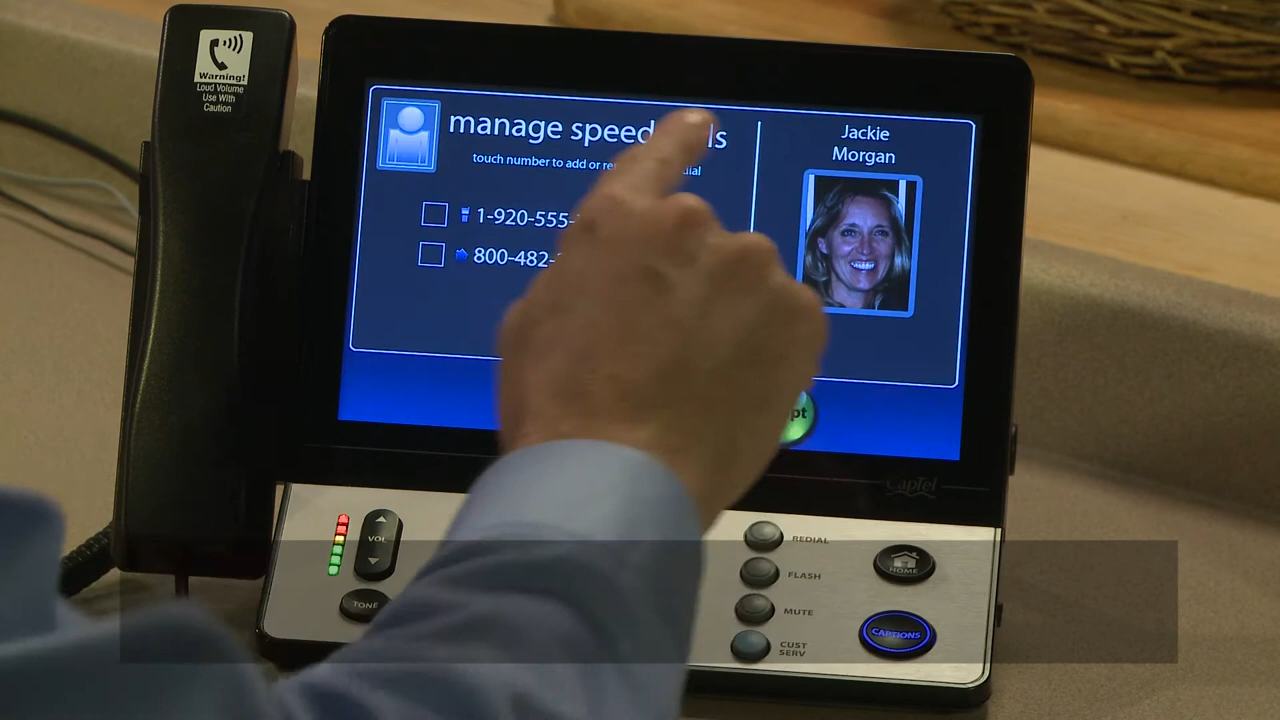 Warning!
Loud Volume
Use With
Caution
manage speed ls
touch number to add or re ial
1-920-555-
800-482-
Jackie
Morgan
pt
CapTel
VOL
TONE
REDIAL
FLASH
MUTE
CUST
SERV
HOME
CAPTIONS